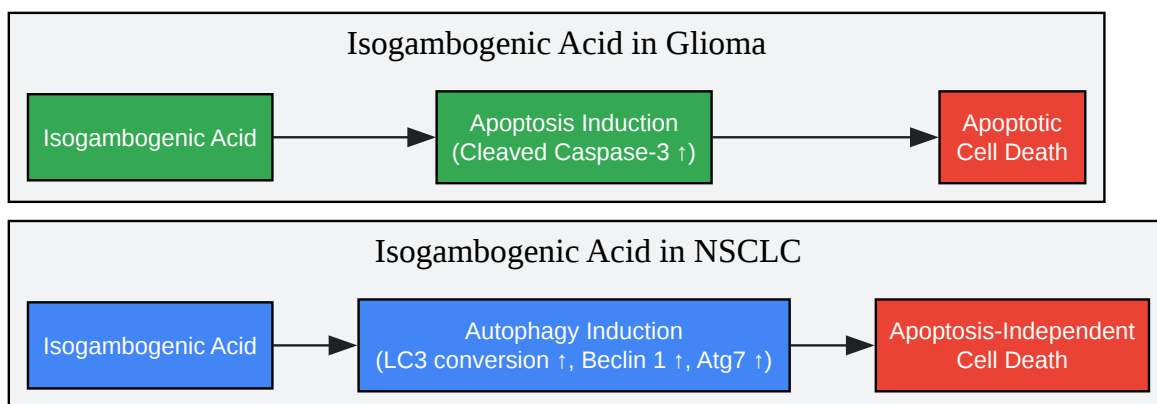 Isogambogenic Acid in Glioma
Isogambogenic Acid
Apoptosis Induction
(Cleaved Caspase-3 ↑)
Apoptotic
Cell Death
Isogambogenic Acid in NSCLC
Isogambogenic Acid
Autophagy Induction
(LC3 conversion ↑, Beclin 1 ↑, Atg7 ↑)
Apoptosis-Independent
Cell Death